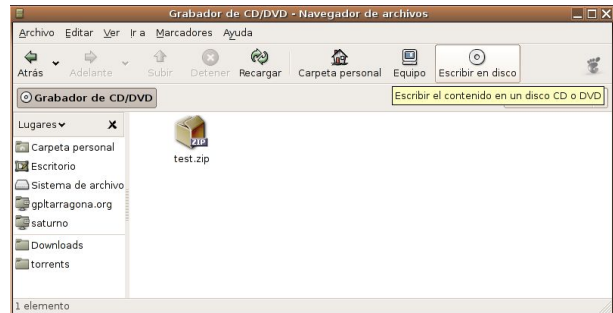 Grabador de CD/DVD - Navegador de archivos
Archivo Editar Ver Ir a Marcadores Ayuda
Atrás Adelante Subir Detener Recargar Carpeta personal Equipo Escribir en disco
Grabador de CD/DVD
Escribir el contenido en un disco CD o DVD
Lugares
Carpeta personal
Escritorio
Sistema de archivo
gpltarragona.org
saturno
Downloads
torrents
ZIP
test.zip
1 elemento